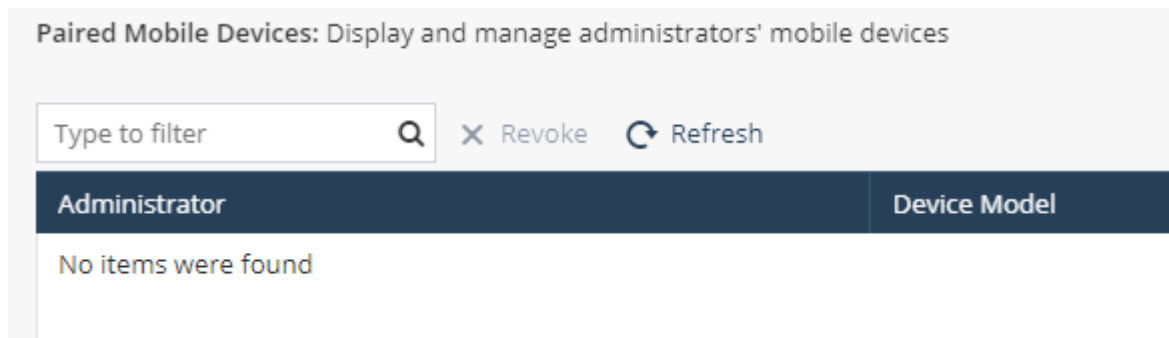 Paired Mobile Devices: Display and manage administrators' mobile devices
Type to filter Revoke Refresh
Administrator Device Model
No items were found